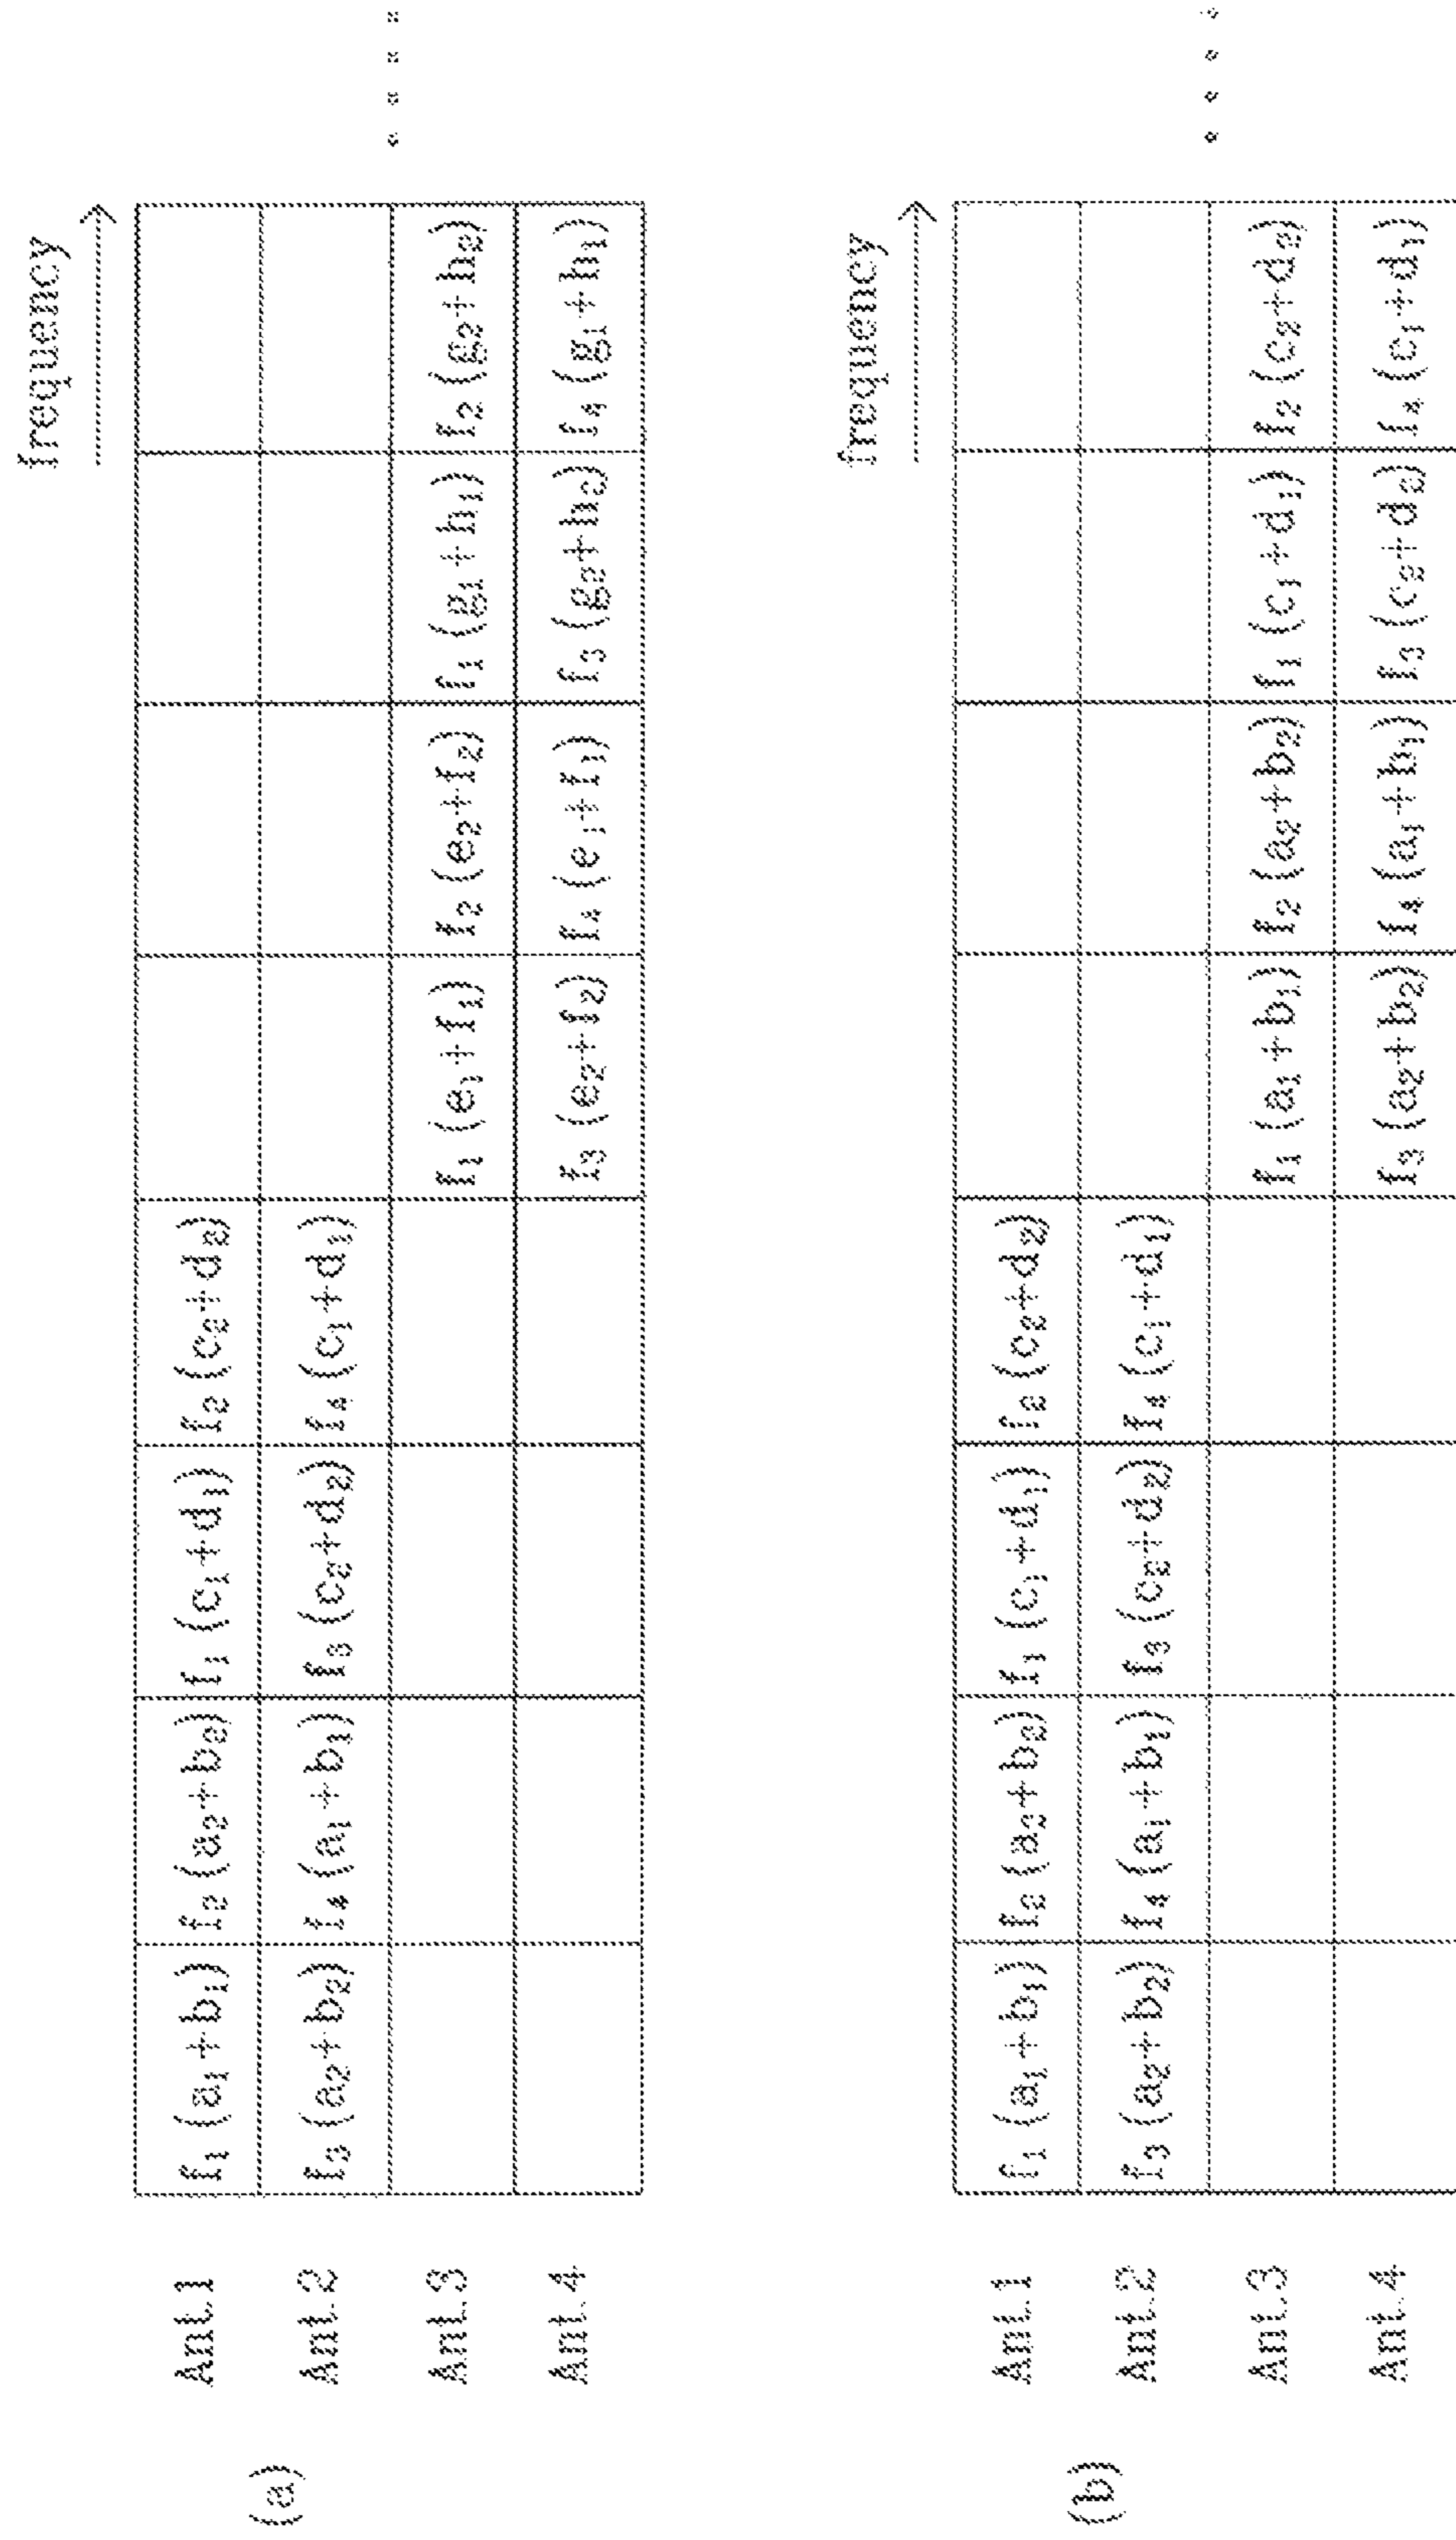 (a)
frequency
Ant.1 f₁ (a₁+b₁) f₂ (a₂+b₂) f₁ (c₁+d₁) f₂ (c₂+d₂)
Ant.2 f₃ (a₂+b₂) f₄ (a₁+b₁) f₃ (c₂+d₂) f₄ (c₁+d₁)
Ant.3 f₁ (e₁+f₁) f₂ (e₂+f₂) f₁ (g₁+h₁) f₂ (g₂+h₂)
Ant.4 f₃ (e₂+f₂) f₄ (e₁+f₁) f₃ (g₂+h₂) f₄ (g₁+h₁)
(b)
frequency
Ant.1 f₁ (a₁+b₁) f₂ (a₂+b₂) f₁ (c₁+d₁) f₂ (c₂+d₂)
Ant.2 f₃ (a₂+b₂) f₄ (a₁+b₁) f₃ (c₂+d₂) f₄ (c₁+d₁)
Ant.3 f₁ (a₁+b₁) f₂ (a₂+b₂) f₁ (c₁+d₁) f₂ (c₂+d₂)
Ant.4 f₃ (a₂+b₂) f₄ (a₁+b₁) f₃ (c₂+d₂) f₄ (c₁+d₁)